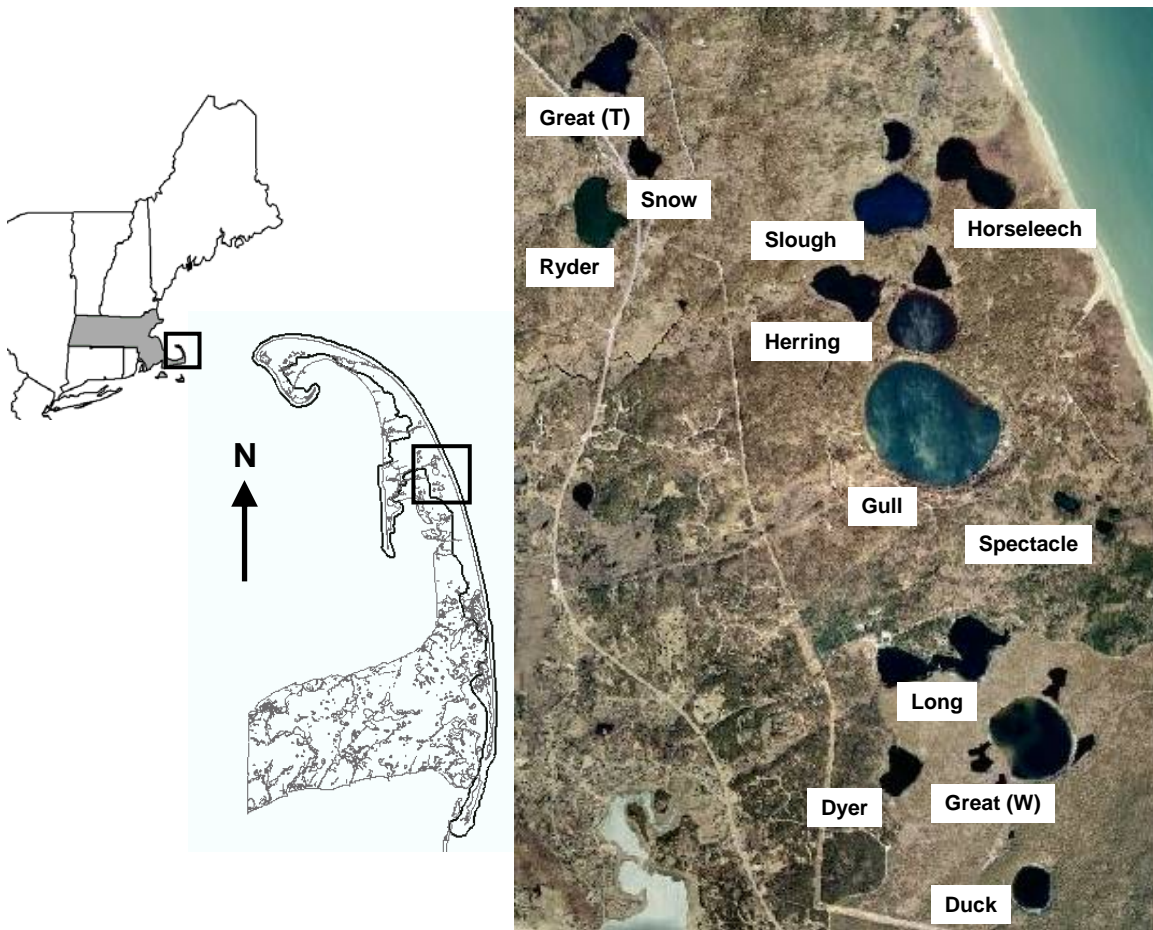 Great (T)
Snow
Ryder
Slough
Horseleech
Herring
N
Gull
Spectacle
Long
Dyer
Great (W)
Duck